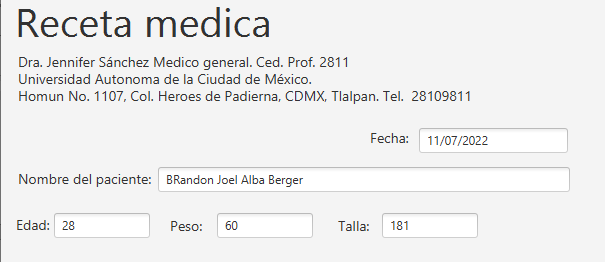 Receta medica
Dra. Jennifer Sánchez Medico general. Ced. Prof. 2811
Universidad Autonoma de la Ciudad de México.
Homun No. 1107, Col. Heroes de Padierna, CDMX, Tlalpan. Tel. 28109811
Fecha: 11/07/2022
Nombre del paciente: BRandon Joel Alba Berger
Edad: 28 Peso: 60 Talla: 181